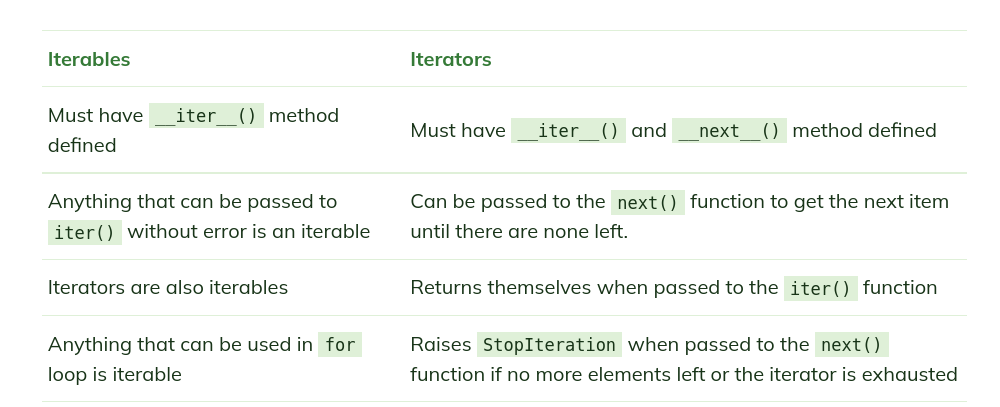 Iterables
Iterators
Must have __iter__() method
defined
Must have __iter__() and __next__() method defined
Anything that can be passed to
iter() without error is an iterable
Can be passed to the next() function to get the next item
until there are none left.
Iterators are also iterables
Returns themselves when passed to the iter() function
Anything that can be used in for
loop is iterable
Raises StopIteration when passed to the next()
function if no more elements left or the iterator is exhausted